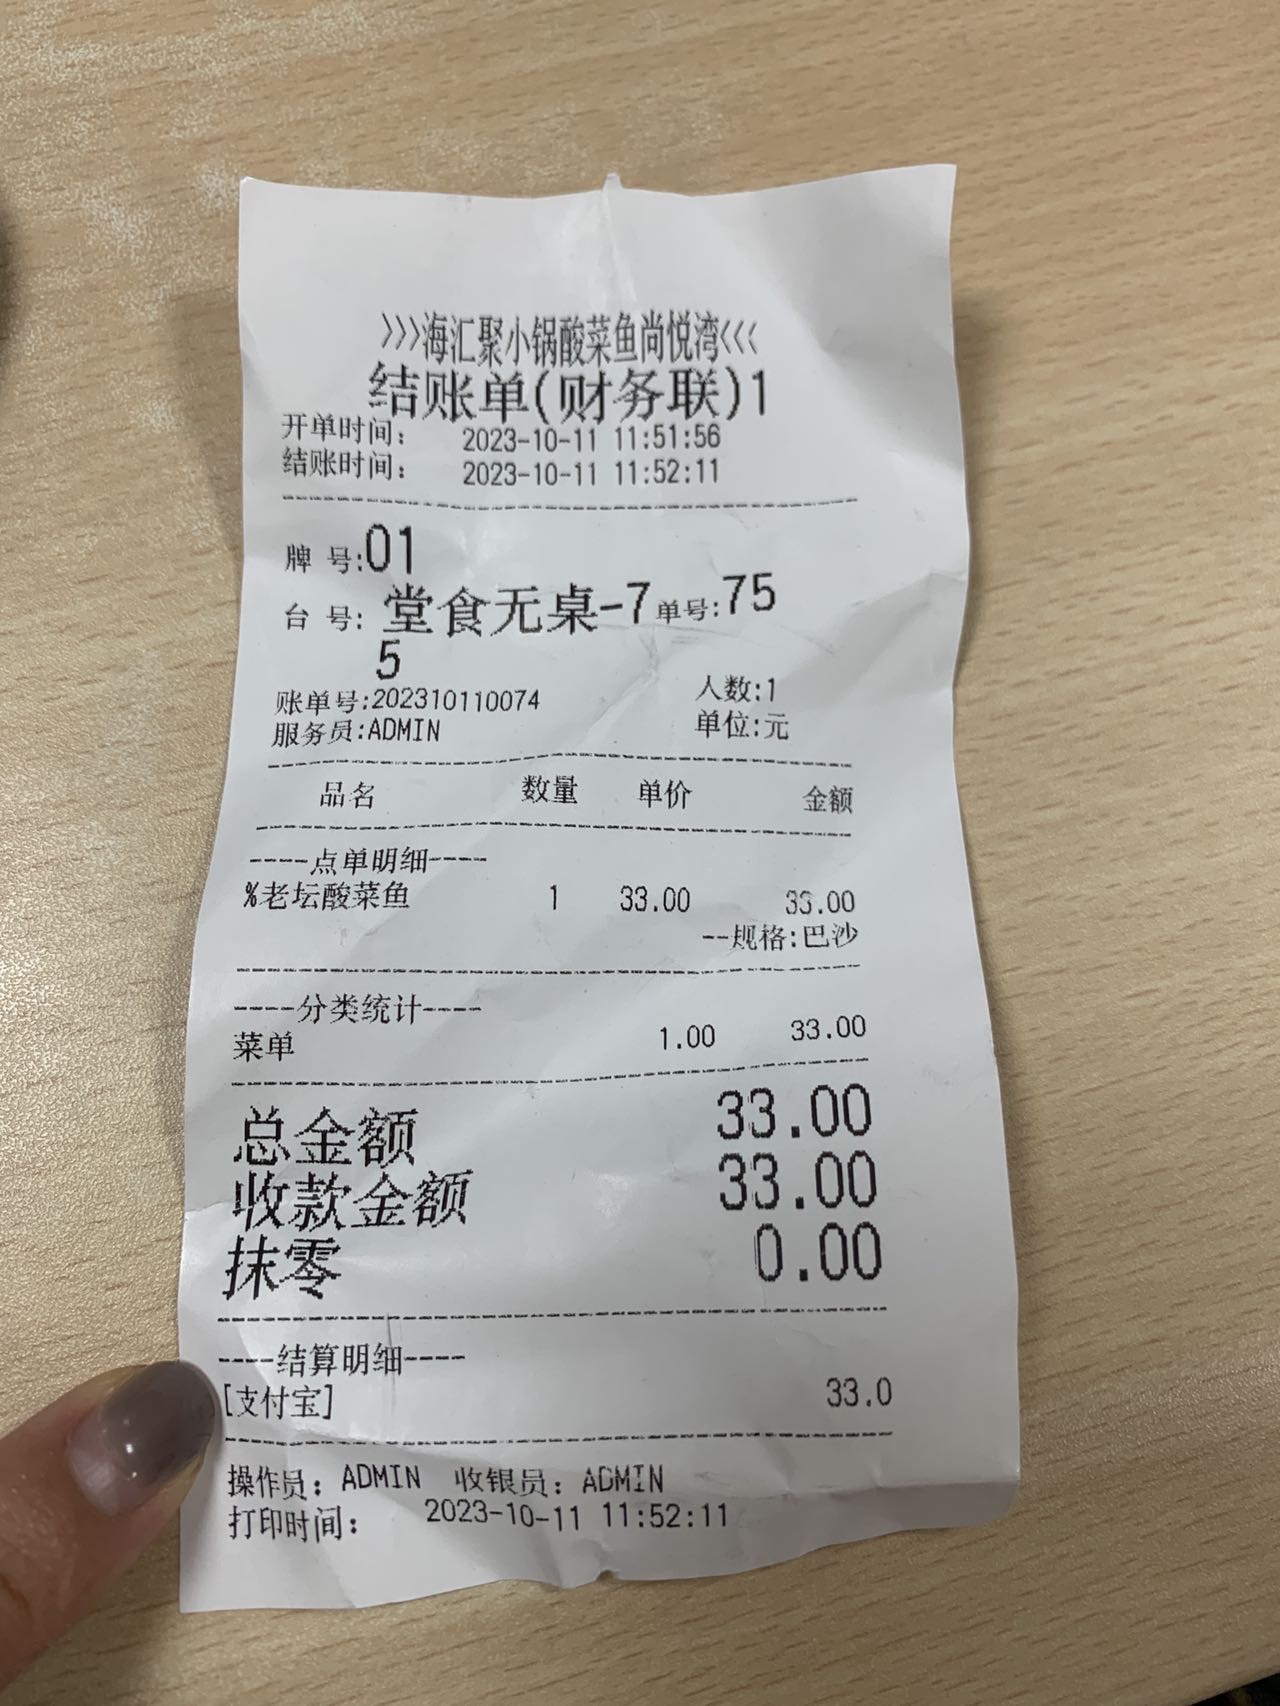 >>>海汇聚小锅酸菜鱼尚悦湾<<<
结账单(财务联)1
开单时间： 2023-10-11 11:51:56
结账时间： 2023-10-11 11:52:11
牌 号:01
台 号: 堂食无桌-7 单号:75
5
账单号:202310110074 人数:1
服务员:ADMIN 单位:元
品名 数量 单价 金额
----点单明细----
%老坛酸菜鱼 1 33.00 33.00
--规格:巴沙
----分类统计----
菜单 1.00 33.00
总金额 33.00
收款金额 33.00
抹零 0.00
----结算明细----
[支付宝] 33.0
操作员： ADMIN 收银员： ADMIN
打印时间： 2023-10-11 11:52:11